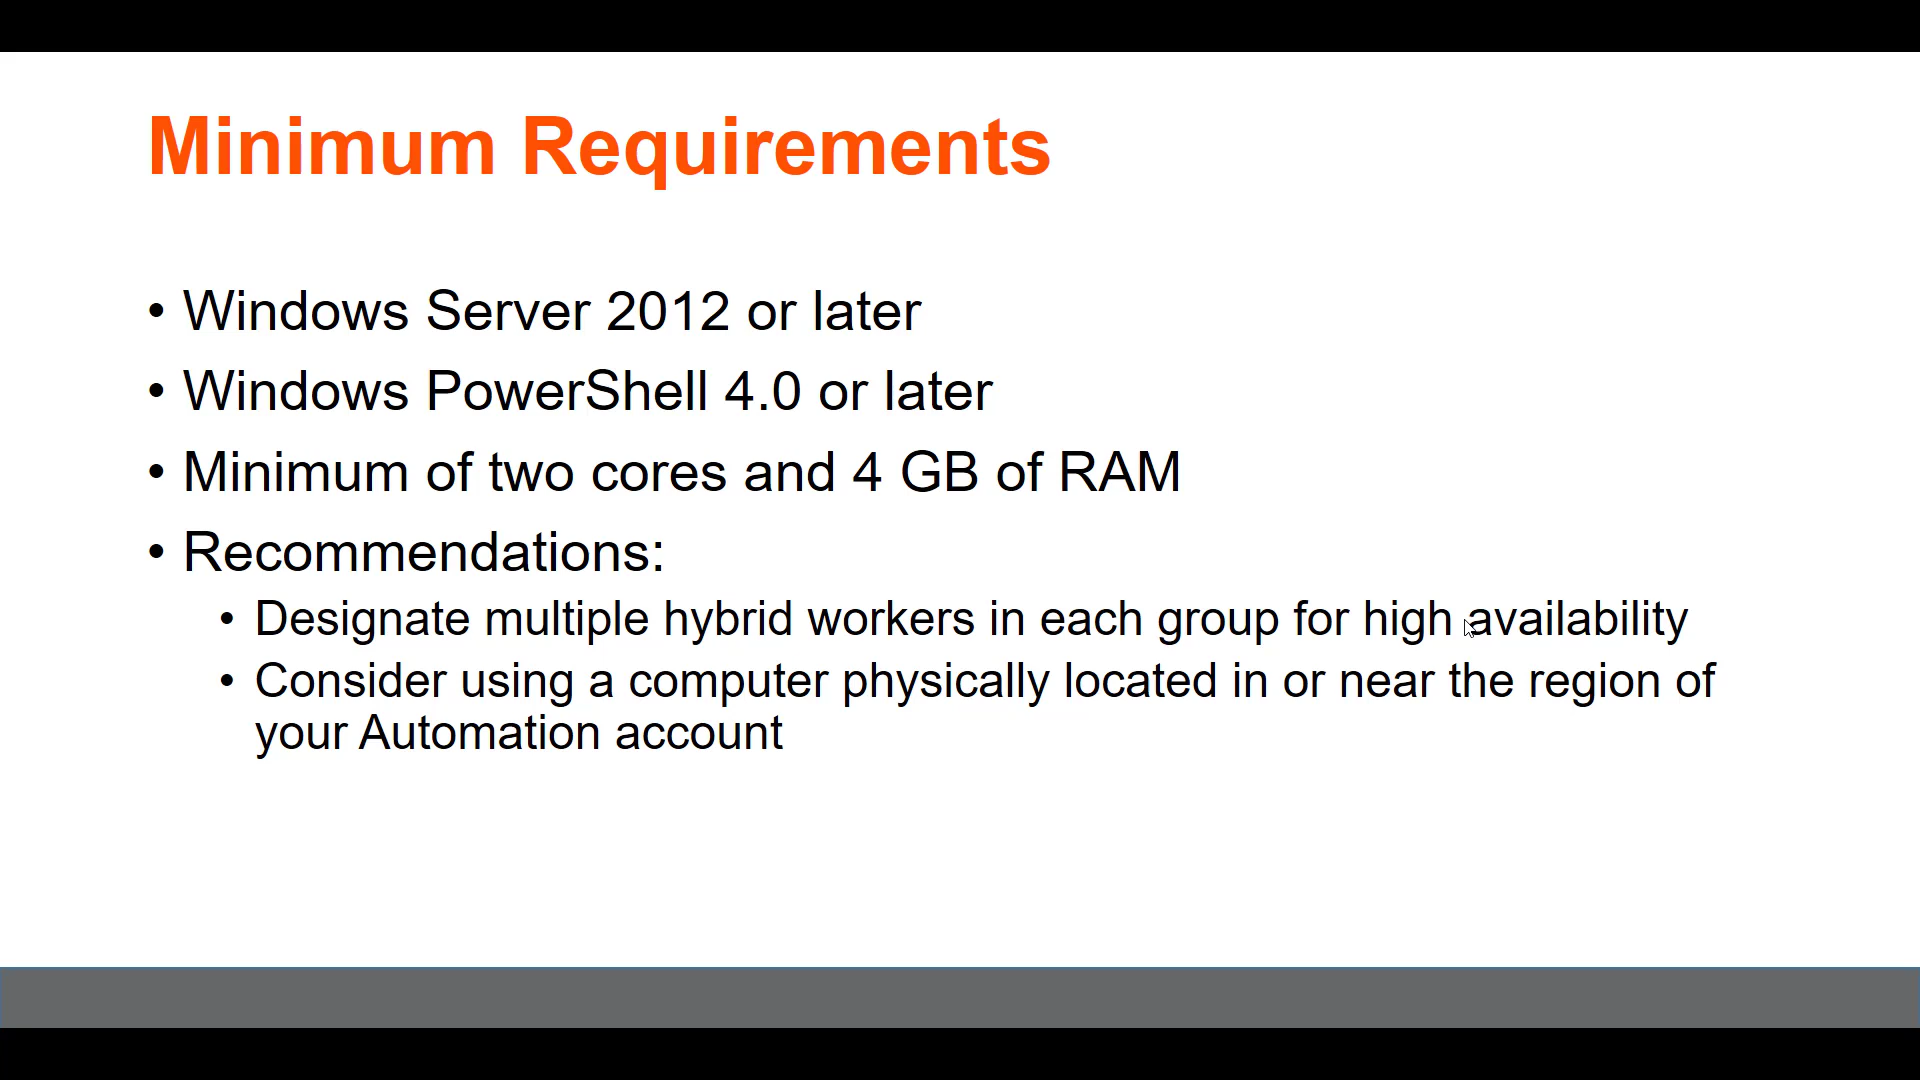 Minimum Requirements
• Windows Server 2012 or later
• Windows PowerShell 4.0 or later
• Minimum of two cores and 4 GB of RAM
• Recommendations:
• Designate multiple hybrid workers in each group for high availability
• Consider using a computer physically located in or near the region of
your Automation account